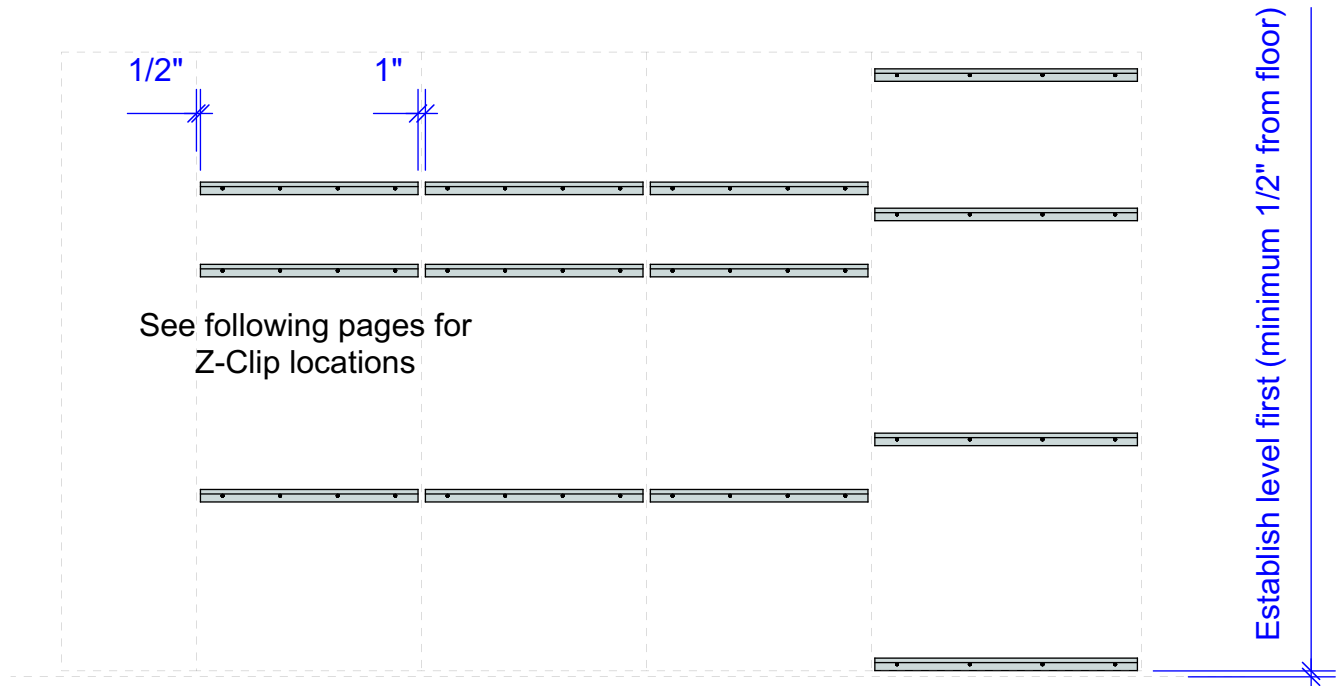 1/2"
1"
See following pages for
Z-Clip locations
Establish level first (minimum 1/2" from floor)